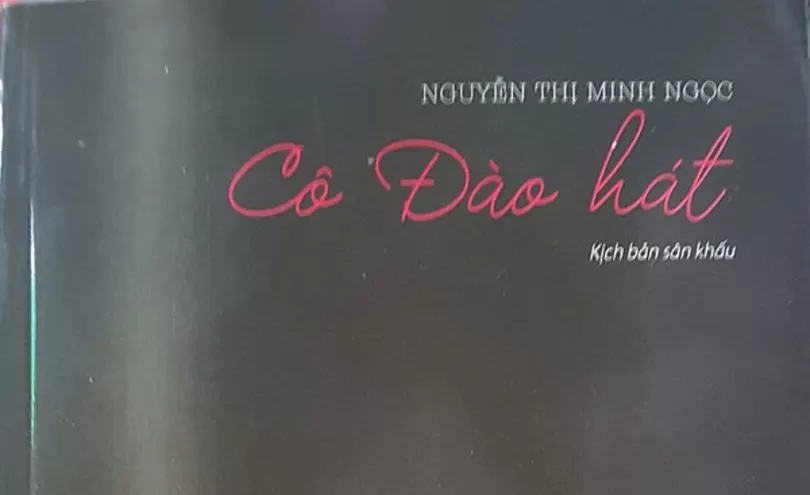 NGUYỄN THỊ MINH NGỌC
Cô Đào hát
Kịch bản sân khấu